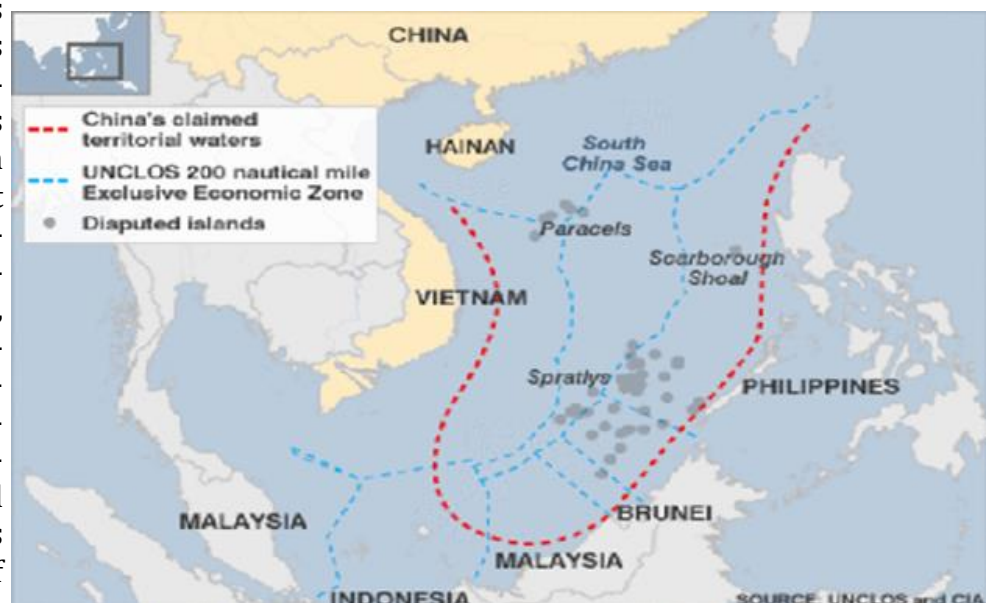 CHINA
China's claimed
territorial waters
UNCLOS 200 nautical mile
Exclusive Economic Zone
Disputed islands
HAINAN
South
China Sea
Paracels
Scarborough
Shoal
VIETNAM
Spratlys
PHILIPPINES
MALAYSIA
BRUNEI
MALAYSIA
INDONESIA
SOURCE: UNCLOS and CIA